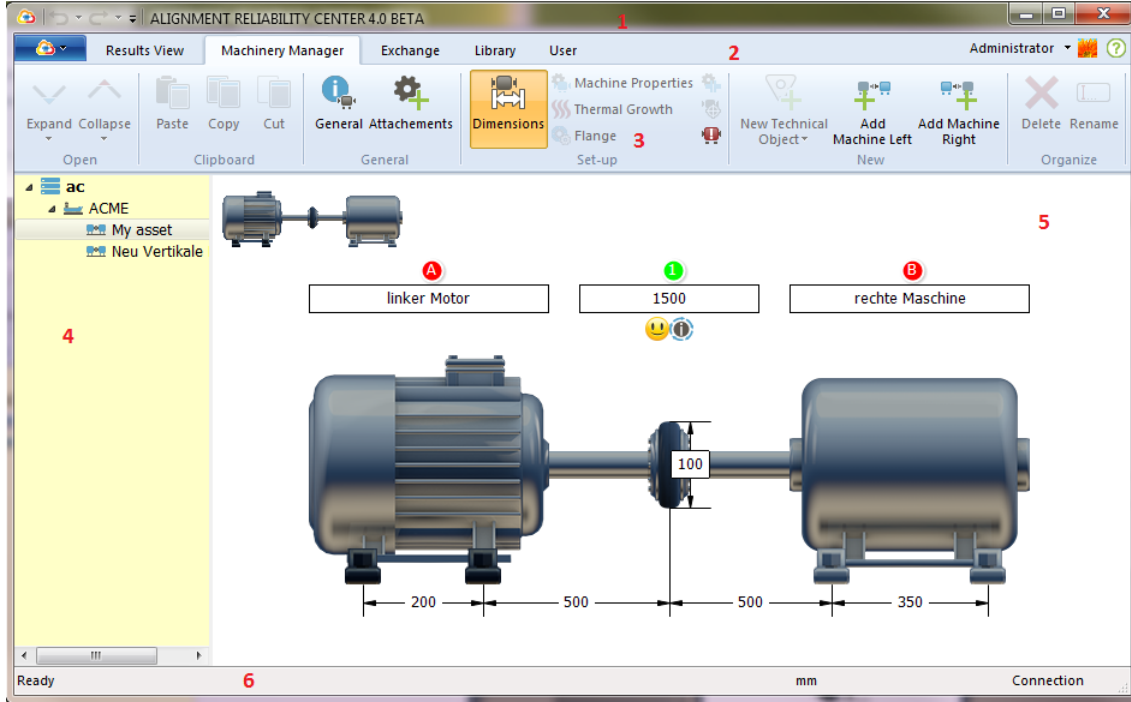 ALIGNMENT RELIABILITY CENTER 4.0 BETA
1
Results View Machinery Manager Exchange Library User
2
Administrator
Expand Collapse Paste Copy Cut General Attachements Dimensions
Machine Properties
Thermal Growth
Flange
3
New Technical Object
Add Machine Left
Add Machine Right
Delete Rename
Open Clipboard General Set-up New Organize
ac
ACME
My asset
Neu Vertikale
4
5
A 1 B
linker Motor 1500 rechte Maschine
100
200 500 500 350
Ready 6 mm Connection